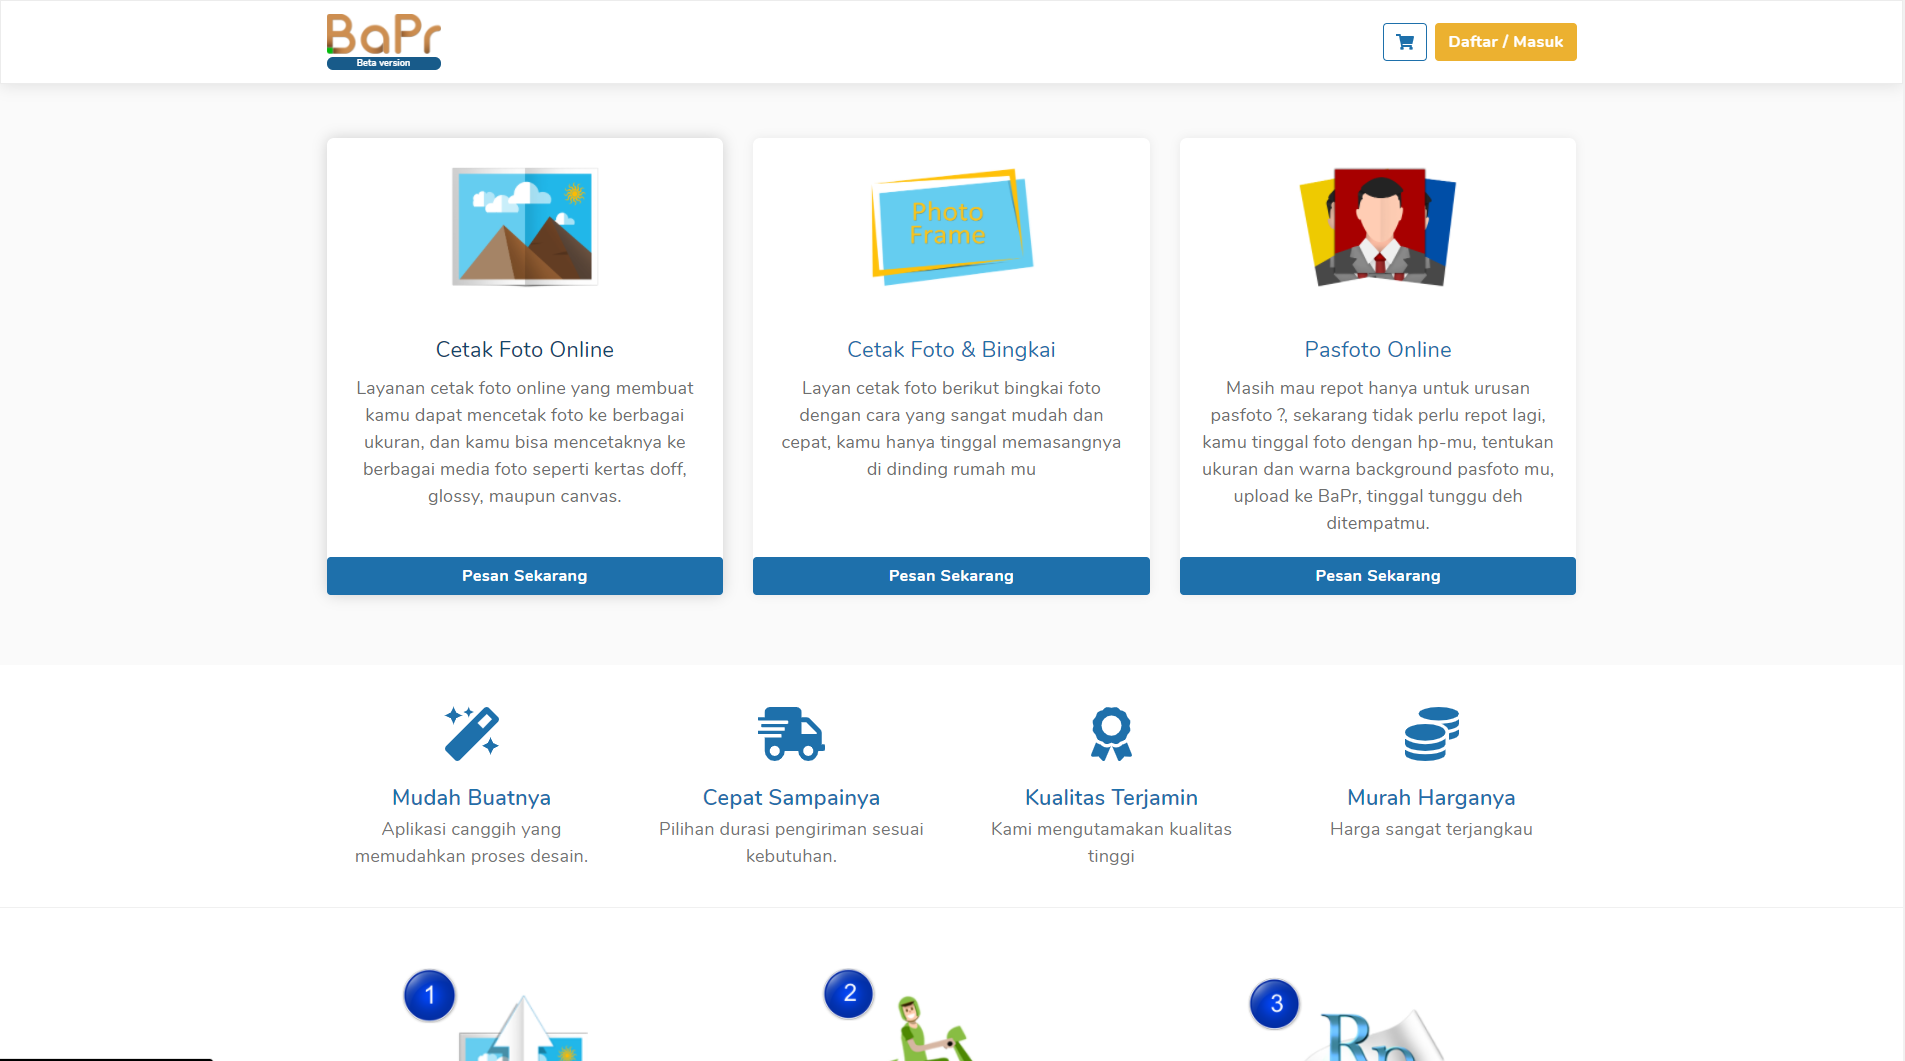 BaPr
Beta version
Daftar / Masuk
Photo
Frame
Cetak Foto Online
Layanan cetak foto online yang membuat
kamu dapat mencetak foto ke berbagai
ukuran, dan kamu bisa mencetaknya ke
berbagai media foto seperti kertas doff,
glossy, maupun canvas.
Pesan Sekarang
Cetak Foto & Bingkai
Layan cetak foto berikut bingkai foto
dengan cara yang sangat mudah dan
cepat, kamu hanya tinggal memasangnya
di dinding rumah mu
Pesan Sekarang
Pasfoto Online
Masih mau repot hanya untuk urusan
pasfoto ?, sekarang tidak perlu repot lagi,
kamu tinggal foto dengan hp-mu, tentukan
ukuran dan warna background pasfoto mu,
upload ke BaPr, tinggal tunggu deh
ditempatmu.
Pesan Sekarang
Mudah Buatnya
Aplikasi canggih yang
memudahkan proses desain.
Cepat Sampainya
Pilihan durasi pengiriman sesuai
kebutuhan.
Kualitas Terjamin
Kami mengutamakan kualitas
tinggi
Murah Harganya
Harga sangat terjangkau
1
2
3
Rp